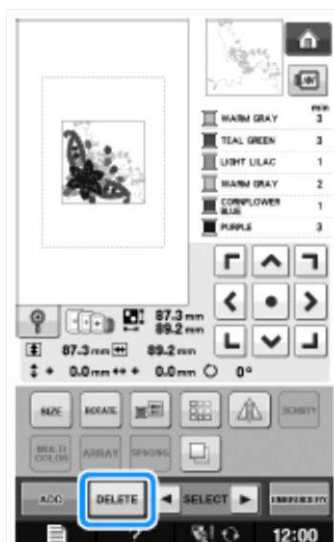 min
WARM GRAY 3
TEAL GREEN 3
LIGHT LILAC 1
WARM GRAY 2
CORNFLOWER BLUE 1
PURPLE 3
87.3 mm
89.2 mm
87.3 mm 89.2 mm
0.0 mm 0.0 mm 0°
SIZE ROTATE DENSITY
MULTI COLOR ARRAY SPACING
ADD DELETE SELECT EMBROIDERY
? 12:00